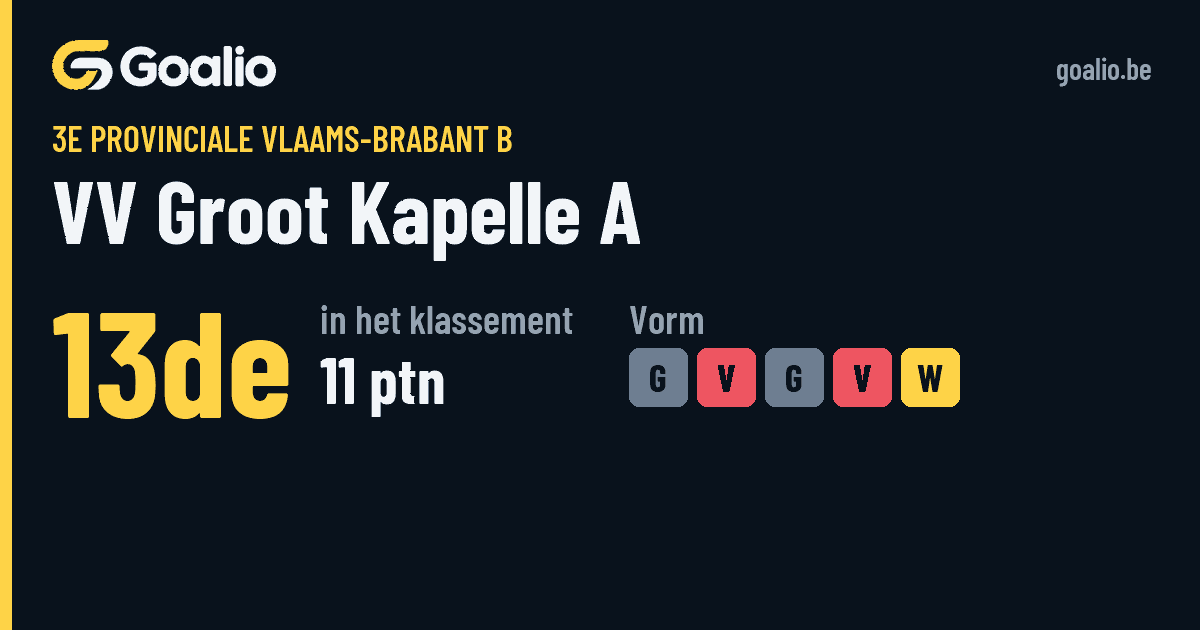 Goalio
goalio.be
3E PROVINCIALE VLAAMS-BRABANT B
VV Groot Kapelle A
13de
in het klassement
11 ptn
Vorm
G V G V W